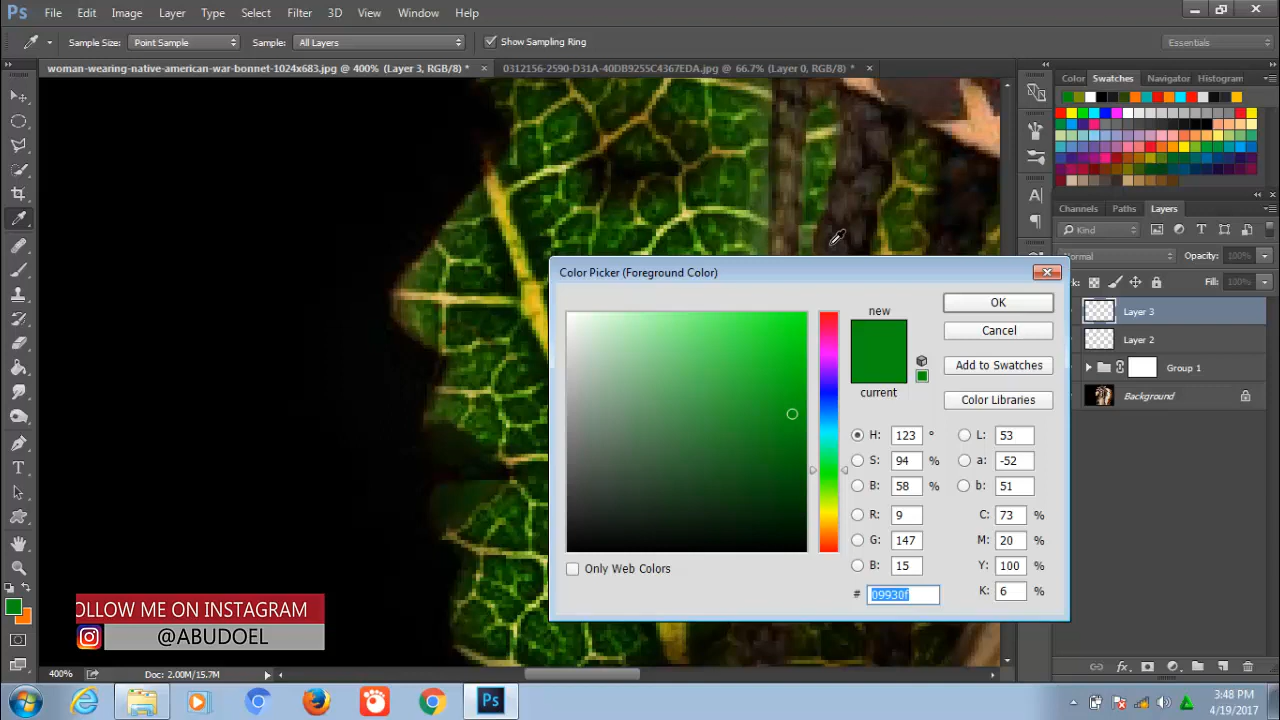 Ps File Edit Image Layer Type Select Filter 3D View Window Help
Sample Size: Point Sample Sample: All Layers Show Sampling Ring Essentials
woman-wearing-native-american-war-bonnet-1024x683.jpg @ 400% (Layer 3, RGB/8) * × 0312156-2590-D31A-40DB9255C4367EDA.jpg @ 66.7% (Layer 0, RGB/8) * ×
Color Swatches Navigator Histogram
Channels Paths Layers
Kind
Normal Opacity: 100%
Fill: 100%
Layer 3
Layer 2
Group 1
Background
Color Picker (Foreground Color)
new
current
OK
Cancel
Add to Swatches
Color Libraries
H: 123 ° L: 53
S: 94 % a: -52
B: 58 % b: 51
R: 9 C: 73 %
G: 147 M: 20 %
B: 15 Y: 100 %
# 09930f K: 6 %
Only Web Colors
OLLOW ME ON INSTAGRAM
@ABUDOEL
400% Doc: 2.00M/15.7M
Ps
3:48 PM
4/19/2017